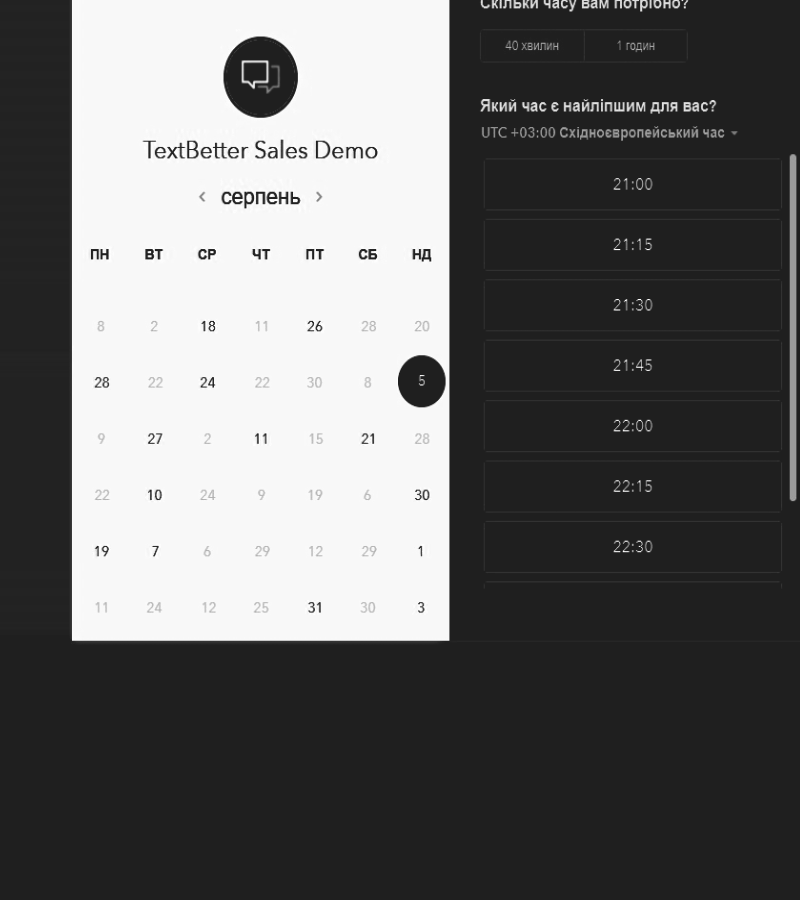 TextBetter Sales Demo
‹ серпень ›
ПН ВТ СР ЧТ ПТ СБ НД
8 2 18 11 26 28 20
28 22 24 22 30 8 5
9 27 2 11 15 21 28
22 10 24 9 19 6 30
19 7 6 29 12 29 1
11 24 12 25 31 30 3
Скільки часу вам потрібно?
40 хвилин 1 годин
Який час є найліпшим для вас?
UTC +03:00 Східноєвропейський час
21:00
21:15
21:30
21:45
22:00
22:15
22:30